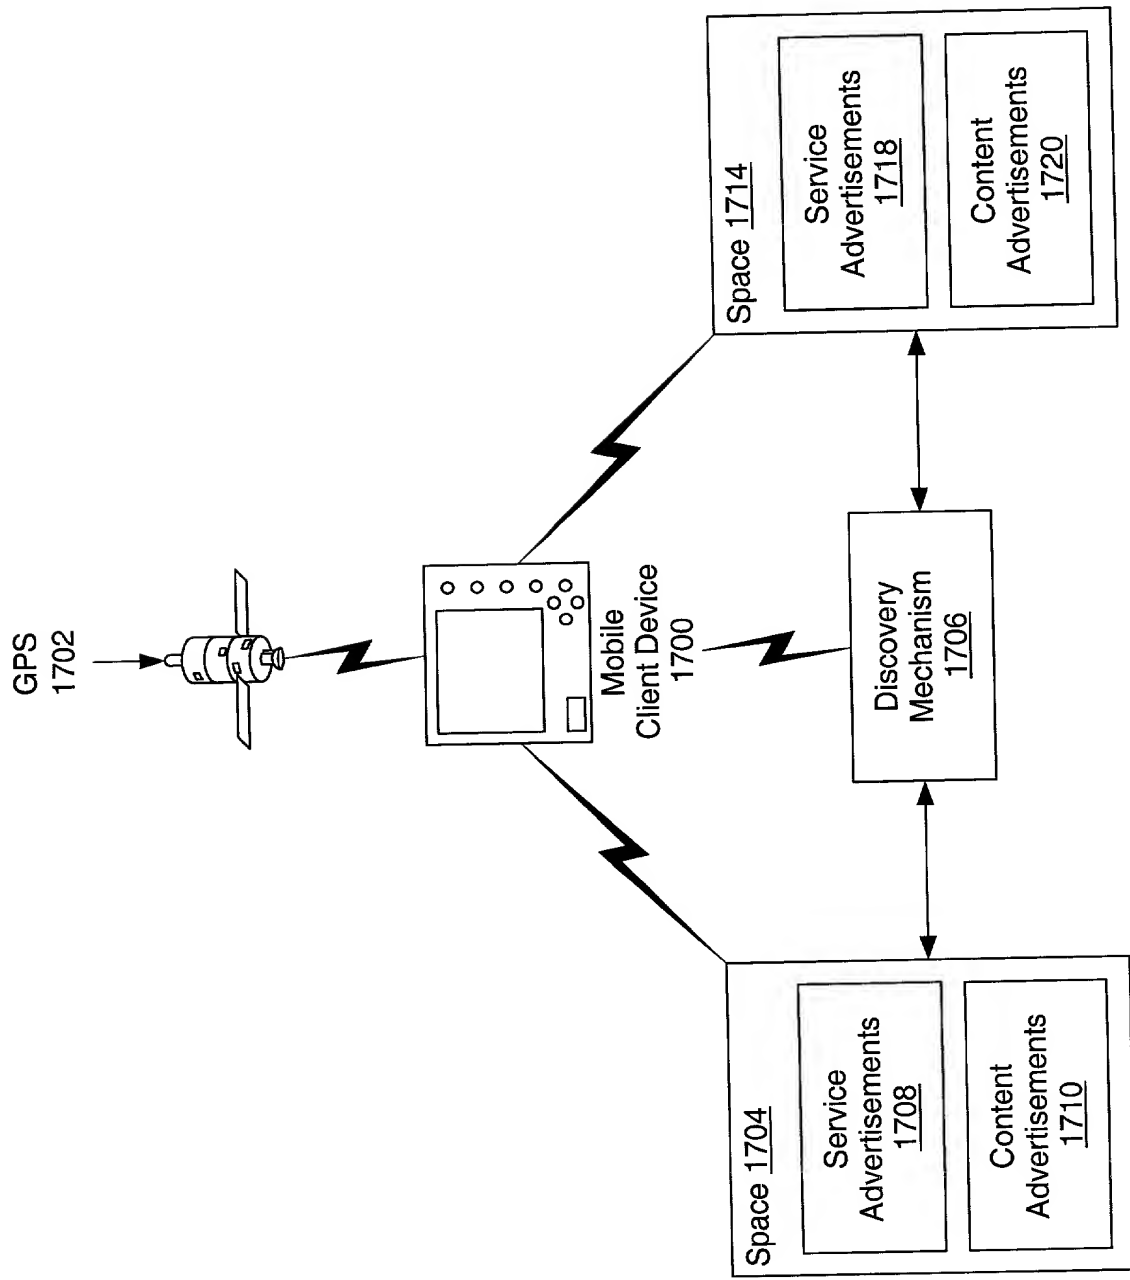 GPS
1702
Mobile
Client Device
1700
Discovery
Mechanism
1706
Space 1704
Service
Advertisements
1708
Content
Advertisements
1710
Space 1714
Service
Advertisements
1718
Content
Advertisements
1720